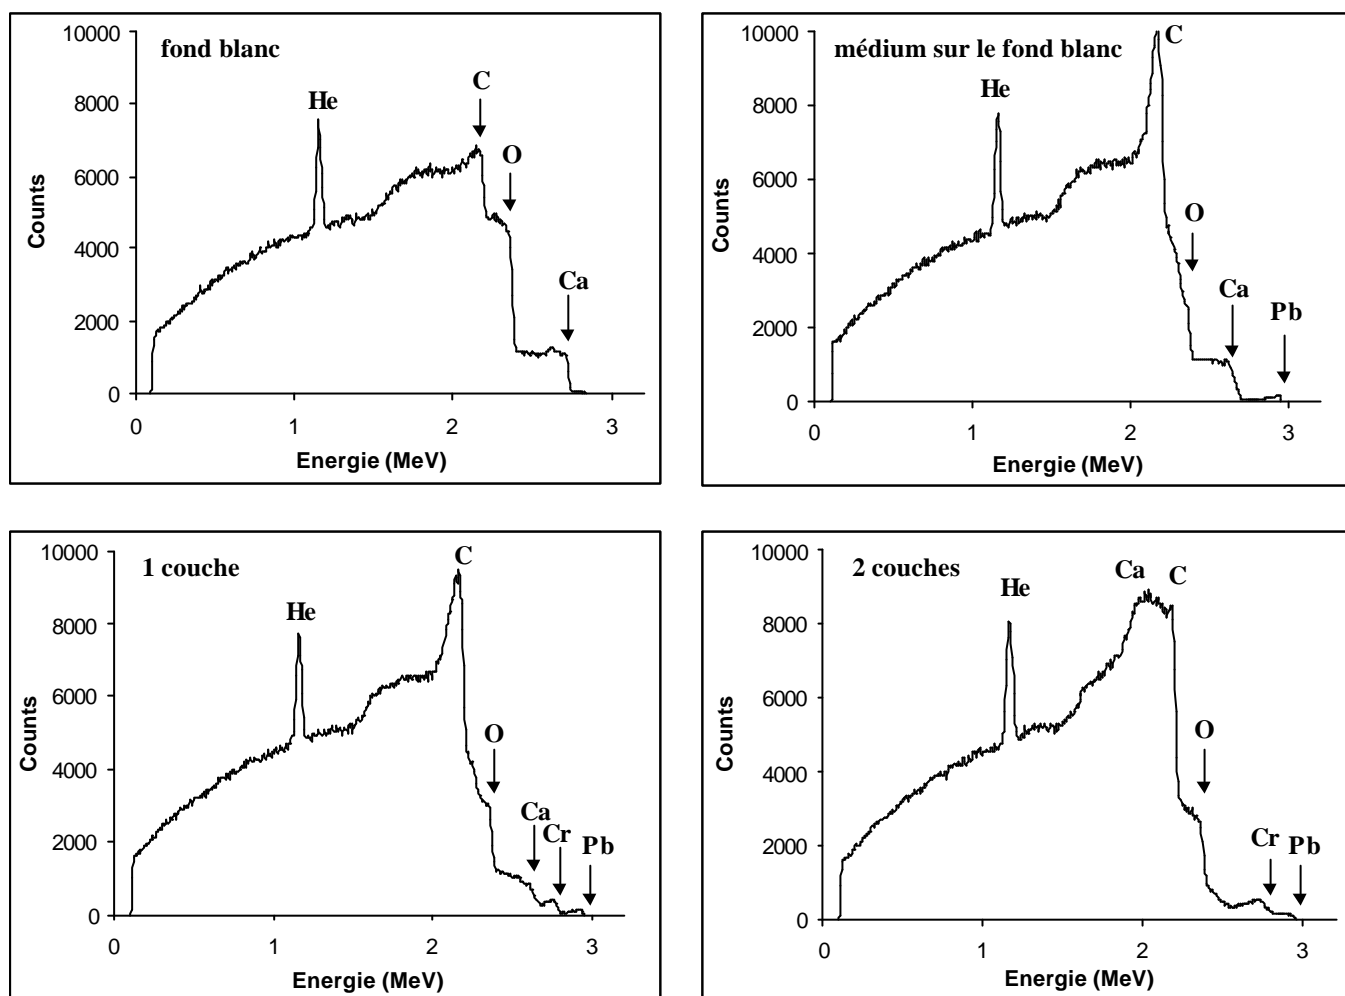 fond blanc
10000
8000
6000
4000
2000
0
Counts
He
C
O
Ca
0 1 2 3
Energie (MeV)
médium sur le fond blanc
10000
8000
6000
4000
2000
0
Counts
He
C
O
Ca
Pb
0 1 2 3
Energie (MeV)
1 couche
10000
8000
6000
4000
2000
0
Counts
He
C
O
Ca
Cr
Pb
0 1 2 3
Energie (MeV)
2 couches
10000
8000
6000
4000
2000
0
Counts
He
Ca
C
O
Cr
Pb
0 1 2 3
Energie (MeV)